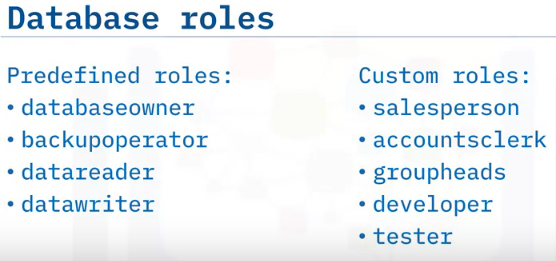 Database roles
Predefined roles:
• databaseowner
• backupoperator
• datareader
• datawriter
Custom roles:
• salesperson
• accountsclerk
• groupheads
• developer
• tester